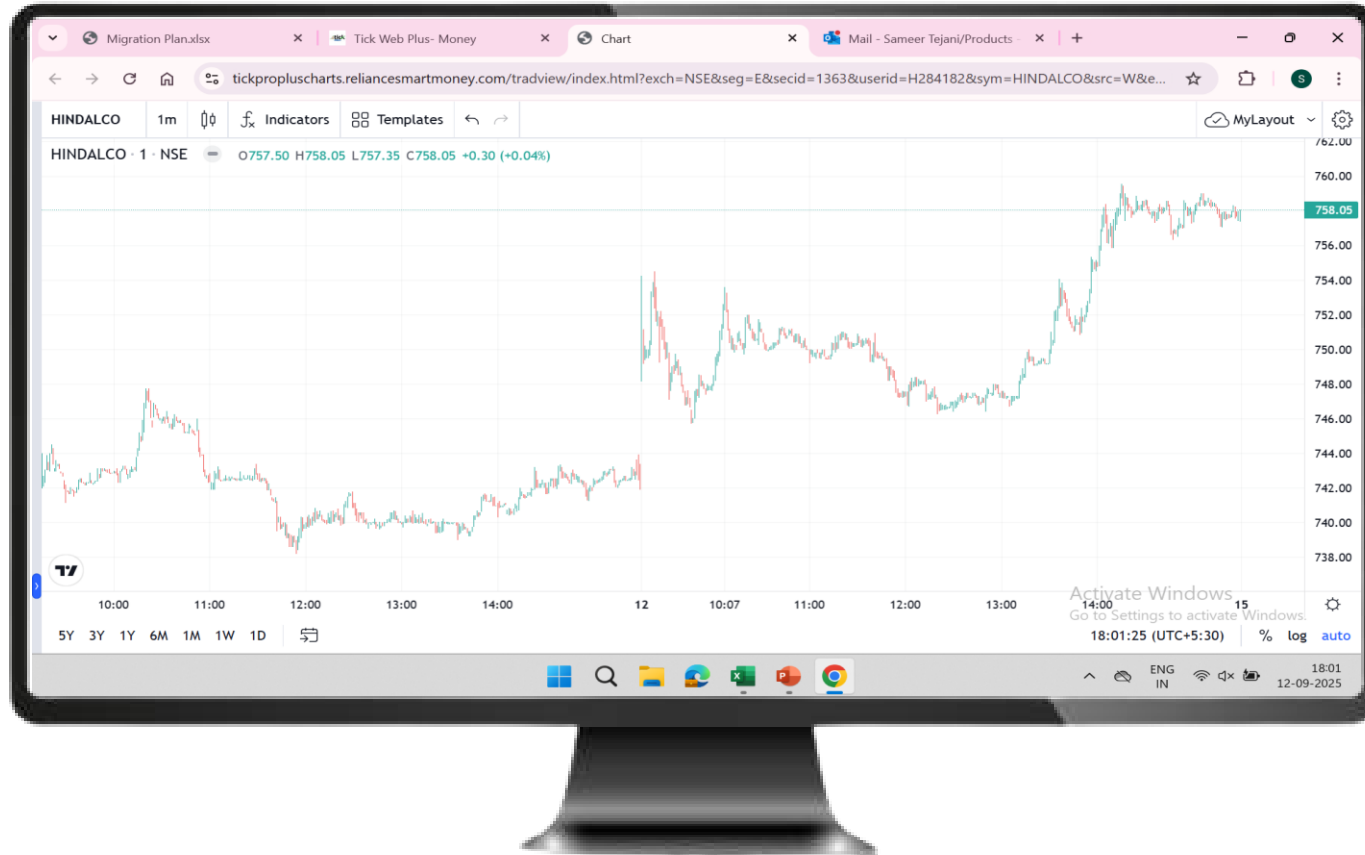 Migration Plan.xlsx
Tick Web Plus- Money
Chart
Mail - Sameer Tejani/Products -
tickpropluscharts.reliancesmartmoney.com/tradview/index.html?exch=NSE&seg=E&secid=1363&userid=H284182&sym=HINDALCO&src=W&e...
S
HINDALCO 1m Indicators Templates MyLayout
HINDALCO · 1 · NSE O757.50 H758.05 L757.35 C758.05 +0.30 (+0.04%)
762.00
760.00
758.05
756.00
754.00
752.00
750.00
748.00
746.00
744.00
742.00
740.00
738.00
10:00 11:00 12:00 13:00 14:00 12 10:07 11:00 12:00 13:00 14:00 15
Activate Windows
Go to Settings to activate Windows.
5Y 3Y 1Y 6M 1M 1W 1D 18:01:25 (UTC+5:30) % log auto
ENG
IN
18:01
12-09-2025